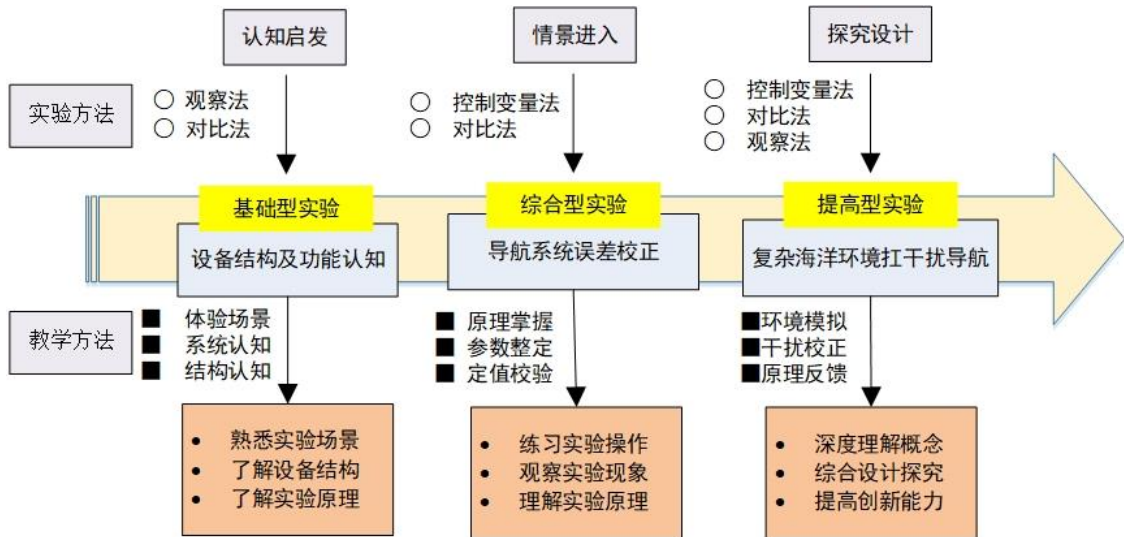 认知启发
情景进入
探究设计
实验方法
○ 观察法
○ 对比法
○ 控制变量法
○ 对比法
○ 控制变量法
○ 对比法
○ 观察法
基础型实验
综合型实验
提高型实验
设备结构及功能认知
导航系统误差校正
复杂海洋环境扛干扰导航
教学方法
■ 体验场景
■ 系统认知
■ 结构认知
■ 原理掌握
■ 参数整定
■ 定值校验
■环境模拟
■干扰校正
■原理反馈
• 熟悉实验场景
• 了解设备结构
• 了解实验原理
• 练习实验操作
• 观察实验现象
• 理解实验原理
• 深度理解概念
• 综合设计探究
• 提高创新能力